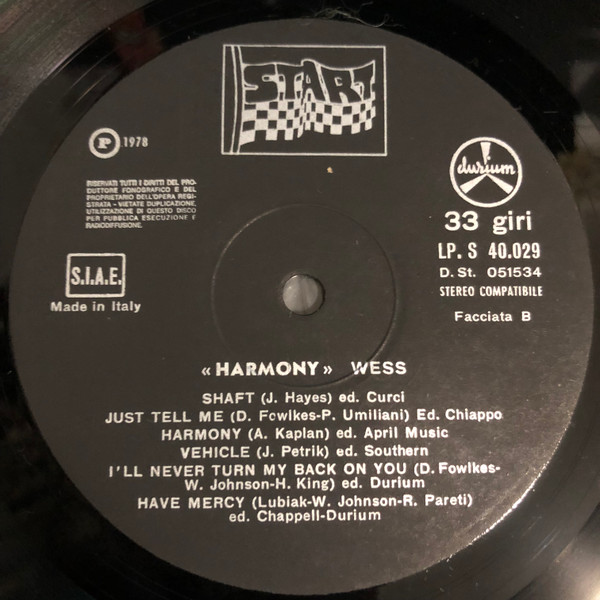 START
P 1978
RISERVATI TUTTI I DIRITTI DEL PRO-
DUTTORE FONOGRAFICO E DEL
PROPRIETARIO DELL'OPERA REGI-
STRATA - VIETATE DUPLICAZIONE,
UTILIZZAZIONE DI QUESTO DISCO
PER PUBBLICA ESECUZIONE E
RADIODIFFUSIONE.
S.I.A.E.
Made in Italy
durium
33 giri
LP. S 40.029
D. St. 051534
STEREO COMPATIBILE
Facciata B
«HARMONY» WESS
SHAFT (J. Hayes) ed. Curci
JUST TELL ME (D. Fowlkes-P. Umiliani) Ed. Chiappo
HARMONY (A. Kaplan) ed. April Music
VEHICLE (J. Petrik) ed. Southern
I'LL NEVER TURN MY BACK ON YOU (D. Fowlkes-
W. Johnson-H. King) ed. Durium
HAVE MERCY (Lubiak-W. Johnson-R. Pareti)
ed. Chappell-Durium